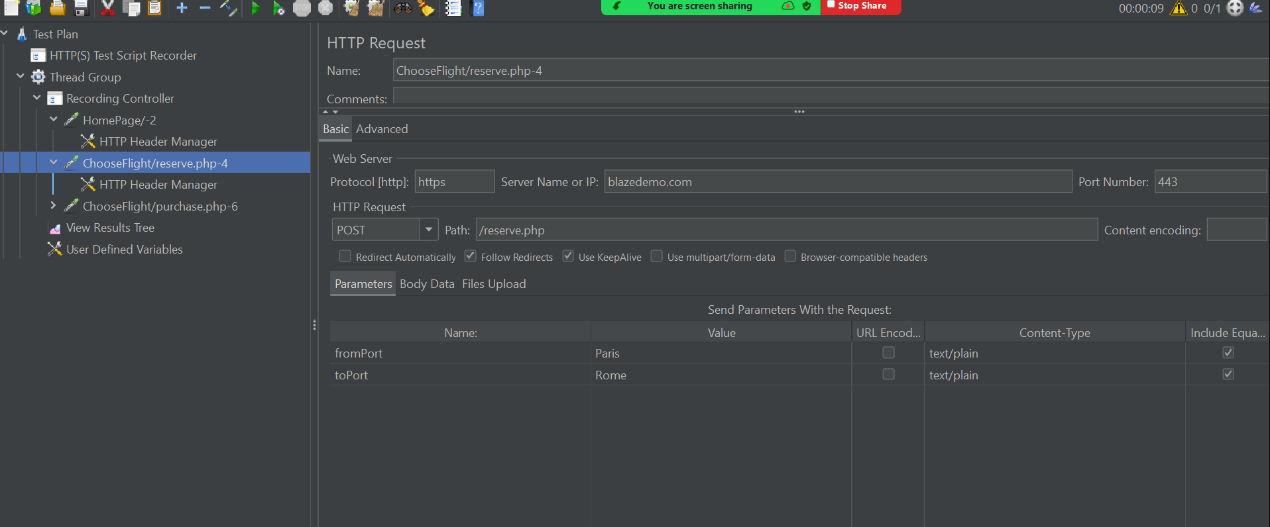 You are screen sharing
Stop Share
00:00:09
0 0/1
Test Plan
HTTP(S) Test Script Recorder
Thread Group
Recording Controller
HomePage/-2
HTTP Header Manager
ChooseFlight/reserve.php-4
HTTP Header Manager
ChooseFlight/purchase.php-6
View Results Tree
User Defined Variables
HTTP Request
Name: ChooseFlight/reserve.php-4
Comments:
Basic Advanced
Web Server
Protocol [http]: https Server Name or IP: blazedemo.com Port Number: 443
HTTP Request
POST Path: /reserve.php Content encoding:
Redirect Automatically Follow Redirects Use KeepAlive Use multipart/form-data Browser-compatible headers
Parameters Body Data Files Upload
Send Parameters With the Request:
Name: Value URL Encod... Content-Type Include Equa...
fromPort Paris text/plain
toPort Rome text/plain